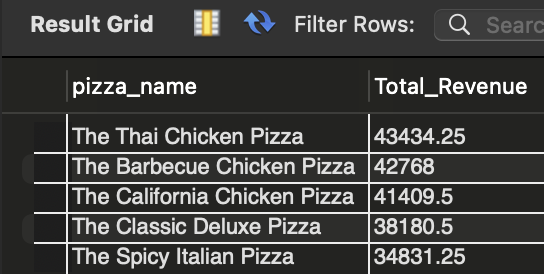 Result Grid Filter Rows: Searc
pizza_name Total_Revenue
The Thai Chicken Pizza 43434.25
The Barbecue Chicken Pizza 42768
The California Chicken Pizza 41409.5
The Classic Deluxe Pizza 38180.5
The Spicy Italian Pizza 34831.25